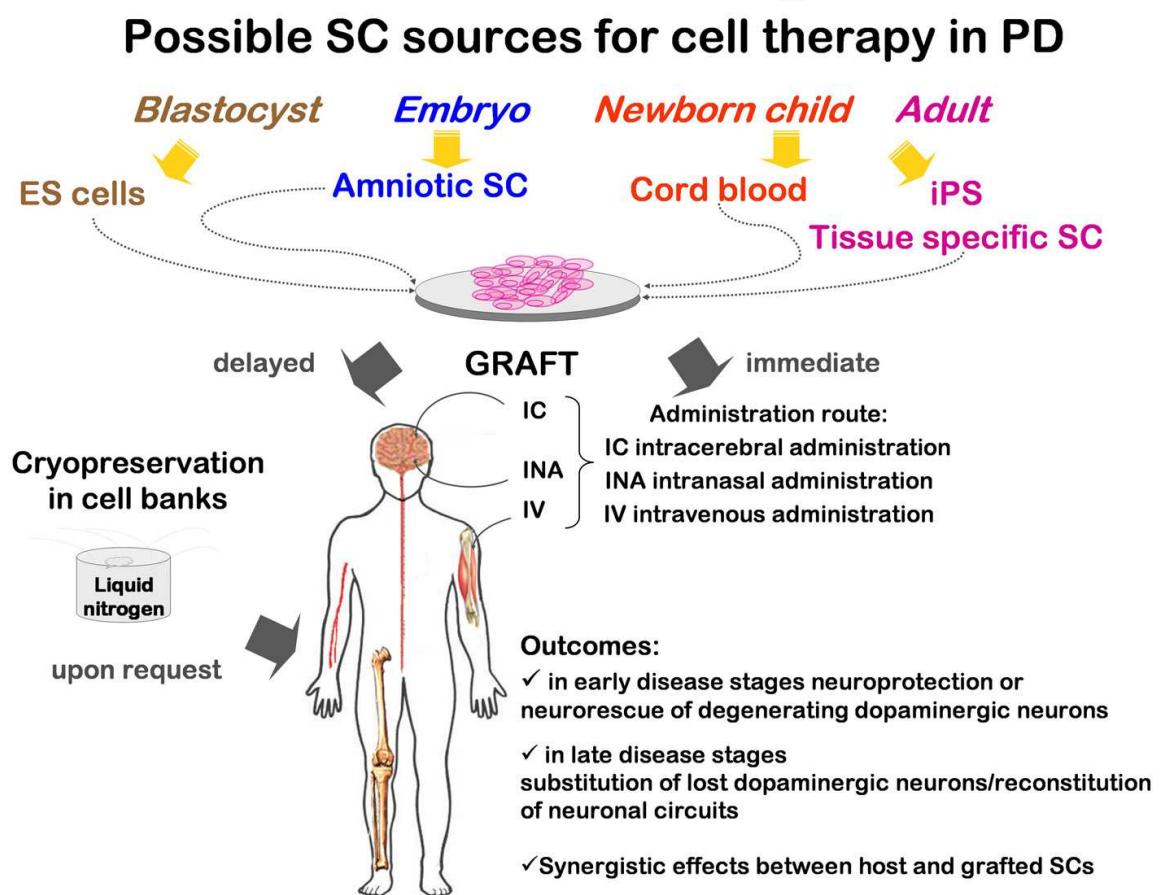 Possible SC sources for cell therapy in PD
Blastocyst
Embryo
Newborn child
Adult
ES cells
Amniotic SC
Cord blood
iPS
Tissue specific SC
delayed
GRAFT
immediate
IC
INA
IV
Administration route:
IC intracerebral administration
INA intranasal administration
IV intravenous administration
Cryopreservation
in cell banks
Liquid
nitrogen
upon request
Outcomes:
✓ in early disease stages neuroprotection or
neurorescue of degenerating dopaminergic neurons
✓ in late disease stages
substitution of lost dopaminergic neurons/reconstitution
of neuronal circuits
✓Synergistic effects between host and grafted SCs